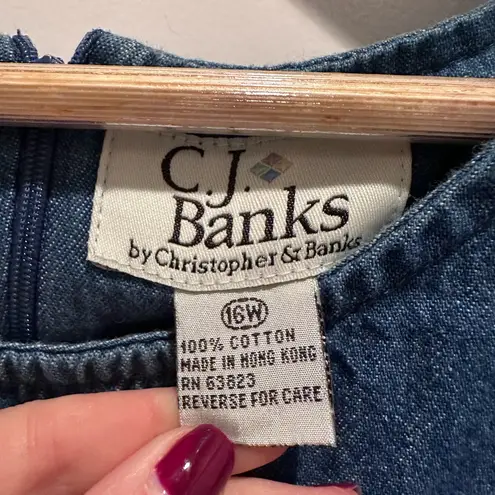 C.J.
Banks
by Christopher & Banks
16W
100% COTTON
MADE IN HONG KONG
RN 63823
REVERSE FOR CARE